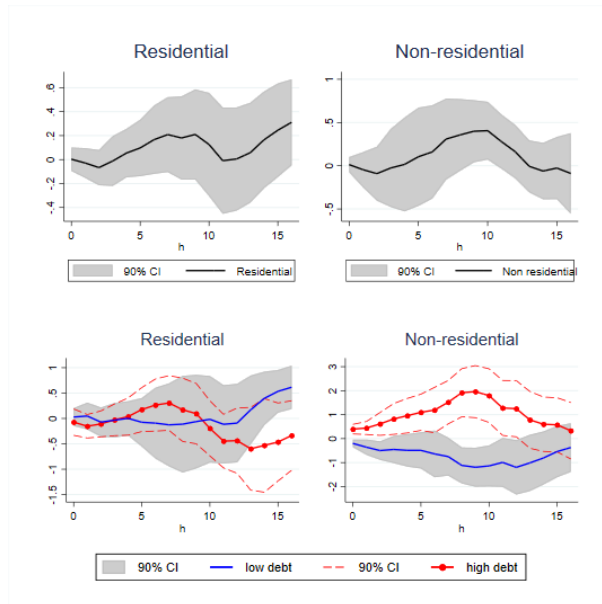 Residential
Non-residential
.6
.4
.2
0
-.2
-.4
0 5 10 15
h
90% CI Residential
1
.5
0
-.5
0 5 10 15
h
90% CI Non residential
Residential
Non-residential
1
.5
0
-.5
-1
-1.5
0 5 10 15
h
3
2
1
0
-1
-2
0 5 10 15
h
90% CI low debt 90% CI high debt